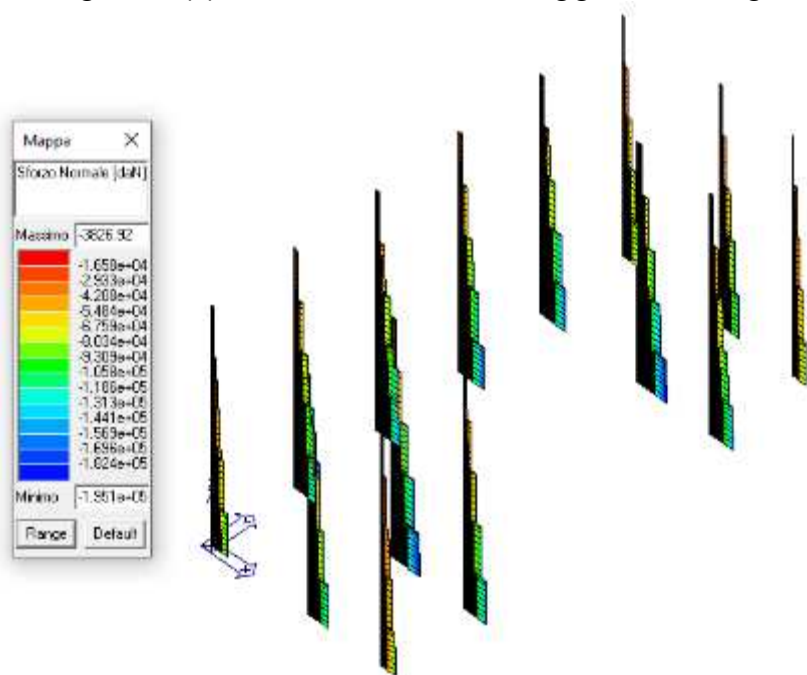 Mappa
Sforzo Normale [daN]
Massimo -3826.92
-1.658e+04
-2.933e+04
-4.208e+04
-5.484e+04
-6.759e+04
-8.034e+04
-9.309e+04
-1.058e+05
-1.186e+05
-1.313e+05
-1.441e+05
-1.569e+05
-1.696e+05
-1.824e+05
Minimo -1.951e+05
Range Default